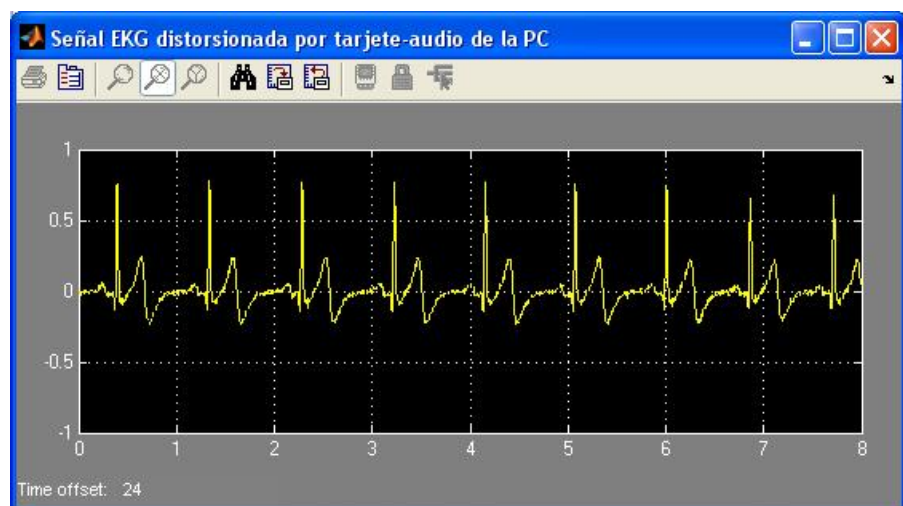 Señal EKG distorsionada por tarjete-audio de la PC
1
0.5
0
-0.5
-1
0 1 2 3 4 5 6 7 8
Time offset: 24